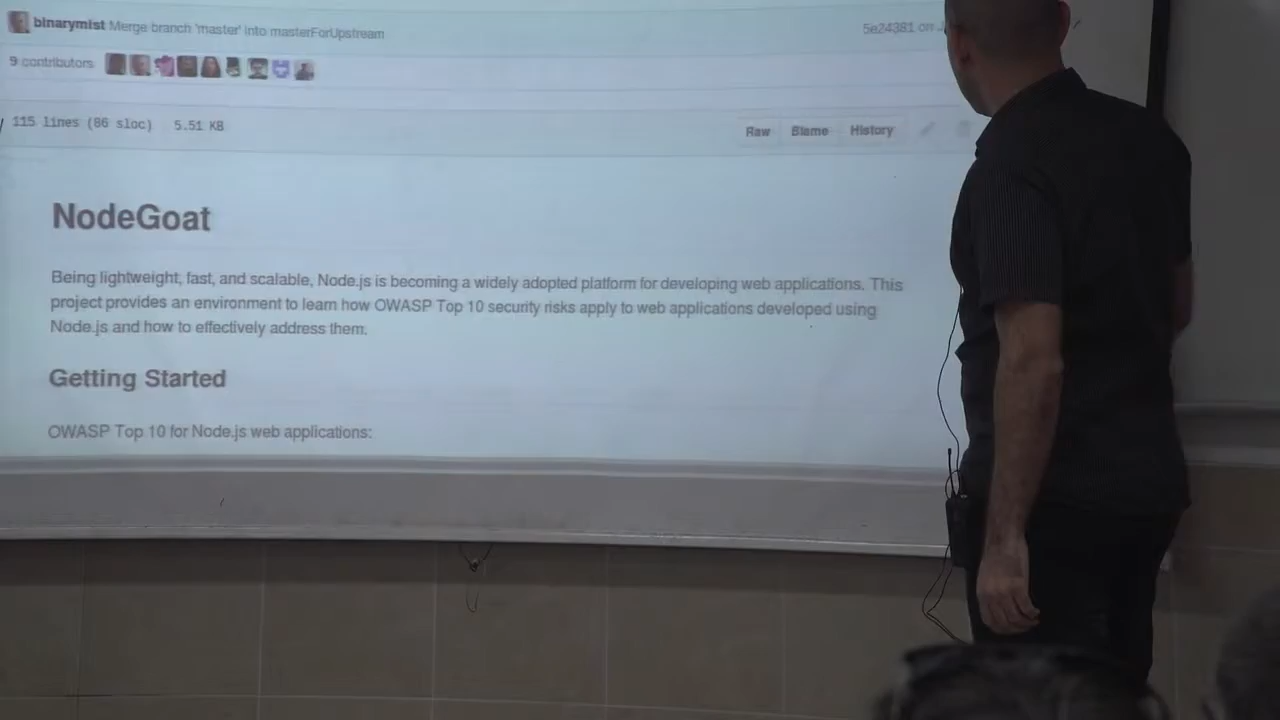 binarymist Merge branch 'master' into masterForUpstream
5e24381 on
9 contributors
115 lines (86 sloc) 5.51 KB
Raw Blame History
NodeGoat
Being lightweight, fast, and scalable, Node.js is becoming a widely adopted platform for developing web applications. This
project provides an environment to learn how OWASP Top 10 security risks apply to web applications developed using
Node.js and how to effectively address them.
Getting Started
OWASP Top 10 for Node.js web applications: